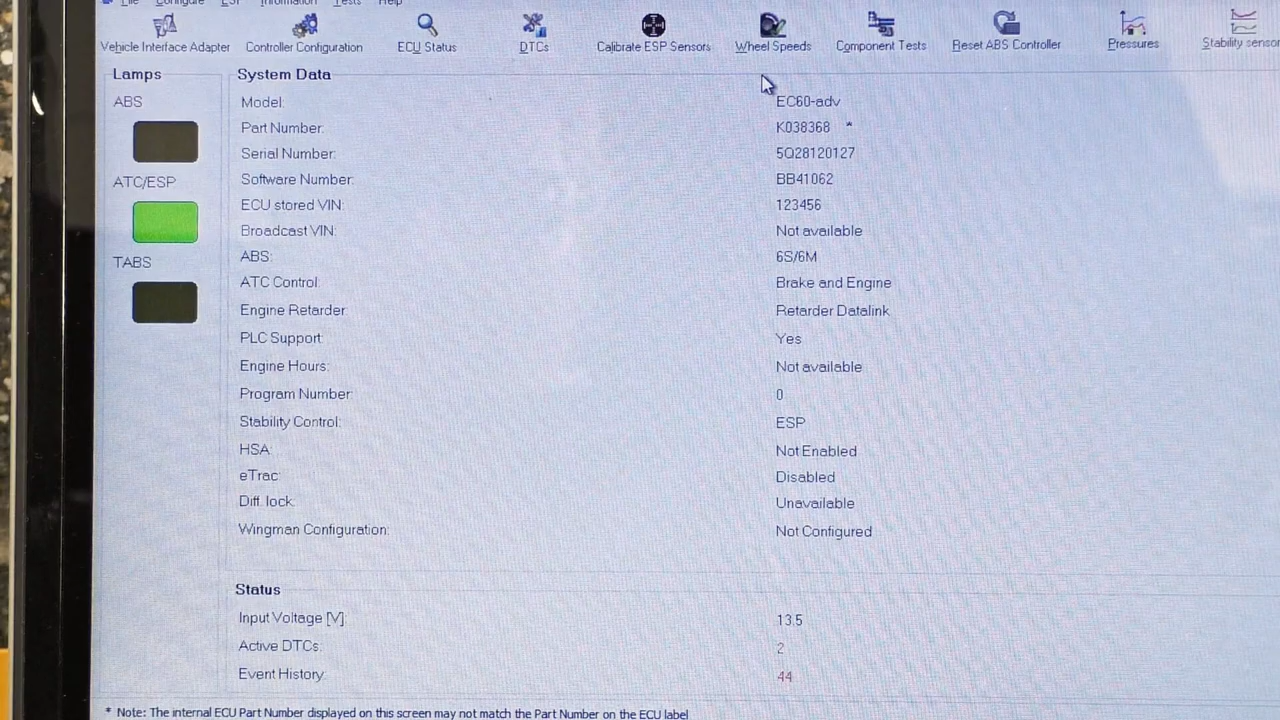 File Configure ESP Information Tests Help
Vehicle Interface Adapter Controller Configuration ECU Status DTCs Calibrate ESP Sensors Wheel Speeds Component Tests Reset ABS Controller Pressures Stability sensor
Lamps
ABS
ATC/ESP
TABS
System Data
Model: EC60-adv
Part Number: K038368 *
Serial Number: 5Q28120127
Software Number: BB41062
ECU stored VIN: 123456
Broadcast VIN: Not available
ABS: 6S/6M
ATC Control: Brake and Engine
Engine Retarder: Retarder Datalink
PLC Support: Yes
Engine Hours: Not available
Program Number: 0
Stability Control: ESP
HSA: Not Enabled
eTrac: Disabled
Diff. lock: Unavailable
Wingman Configuration: Not Configured
Status
Input Voltage [V]: 13.5
Active DTCs: 2
Event History: 44
* Note: The internal ECU Part Number displayed on this screen may not match the Part Number on the ECU label